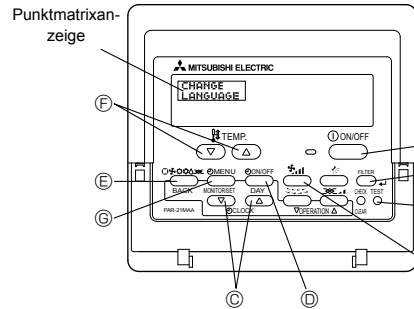 Punktmatrixan-
zeige
MITSUBISHI ELECTRIC
CHANGE
LANGUAGE
Ⓕ
TEMP.
ON/OFF
MENU
ON/OFF
FILTER
Ⓔ
BACK
MONITOR/SET
DAY
CHECK TEST
PAR-21MAA
CLOCK
OPERATION
CLEAR
Ⓖ
Ⓒ
Ⓓ